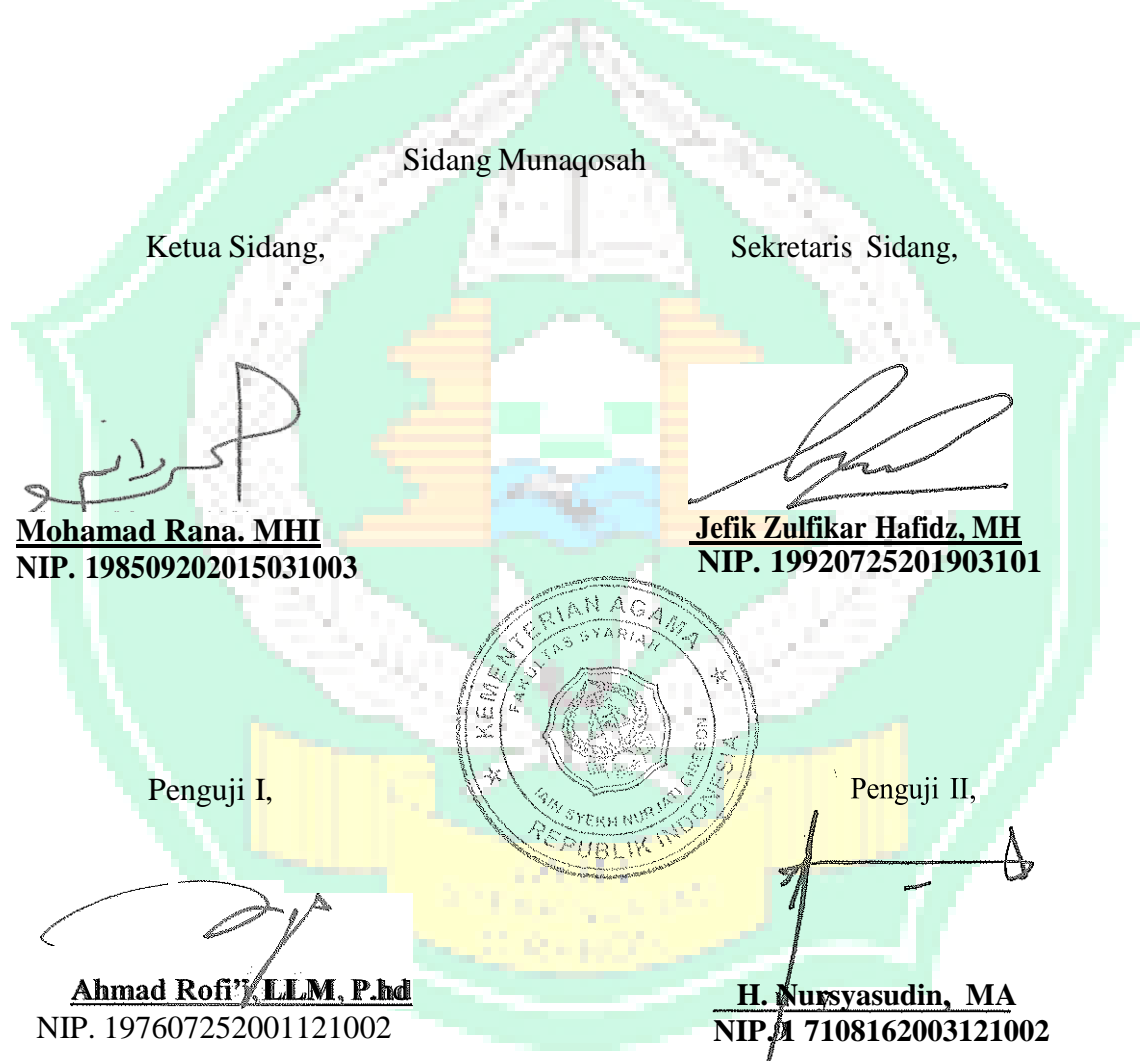 Sidang Munaqosah
Ketua Sidang,
Sekretaris Sidang,
Mohamad Rana. MHI
NIP. 198509202015031003
Jefik Zulfikar Hafidz, MH
NIP. 19920725201903101
KEMENTERIAN AGAMA
FAKULTAS SYARIAH
IAIN SYEKH NURJATI CIREBON
REPUBLIK INDONESIA
Penguji I,
Penguji II,
Ahmad Rofi'i, LLM, P.hd
NIP. 197607252001121002
H. Nursyasudin, MA
NIP. 1 7108162003121002